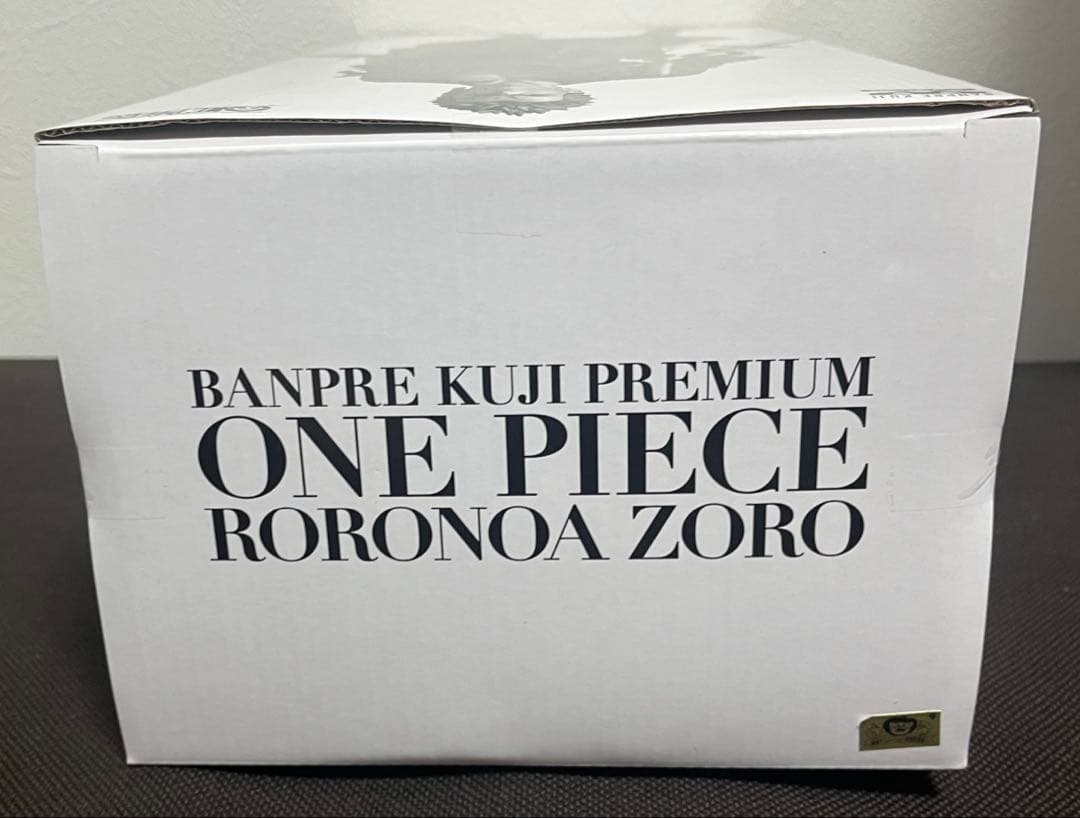 BANPRE KUJI PREMIUM
ONE PIECE
RORONOA ZORO